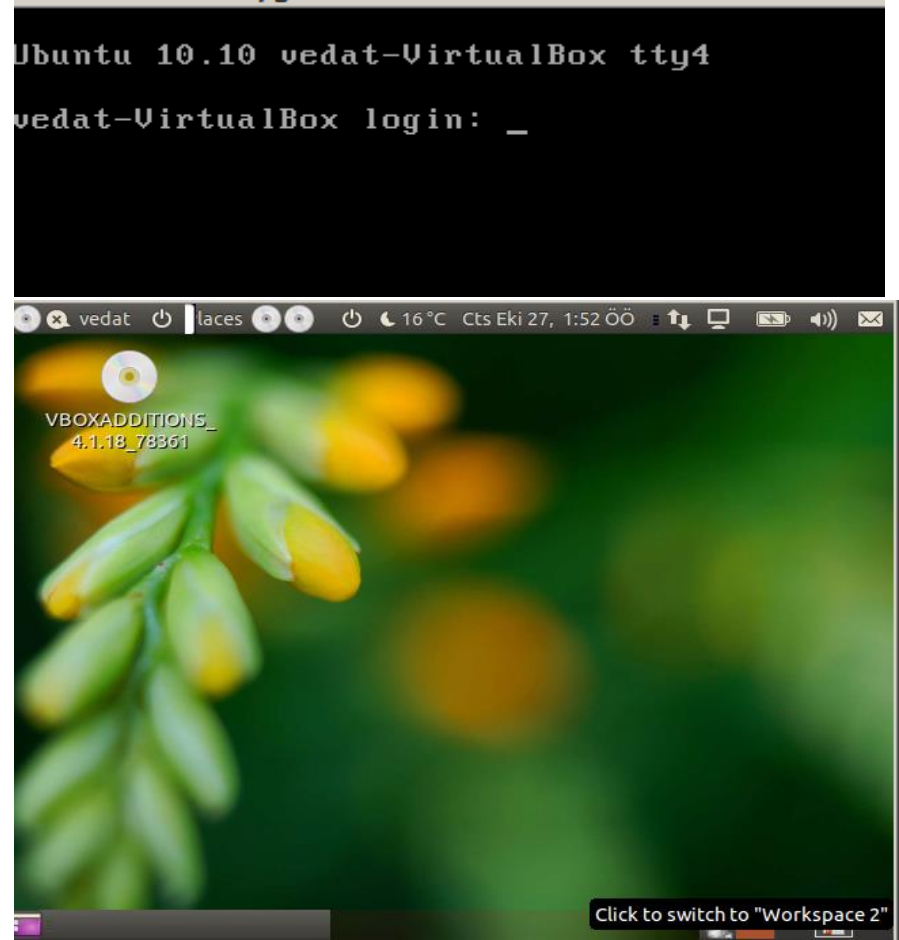 Ubuntu 10.10 vedat-VirtualBox tty4
vedat-VirtualBox login: _
vedat laces 16 °C Cts Eki 27, 1:52 ÖÖ
VBOXADDITIONS_
4.1.18_78361
Click to switch to "Workspace 2"